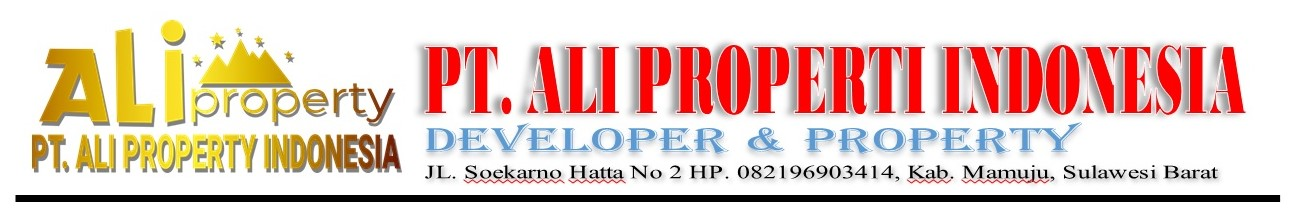 ALi
property
PT. ALI PROPERTY INDONESIA
PT. ALI PROPERTI INDONESIA
DEVELOPER & PROPERTY
JL. Soekarno Hatta No 2 HP. 082196903414, Kab. Mamuju, Sulawesi Barat